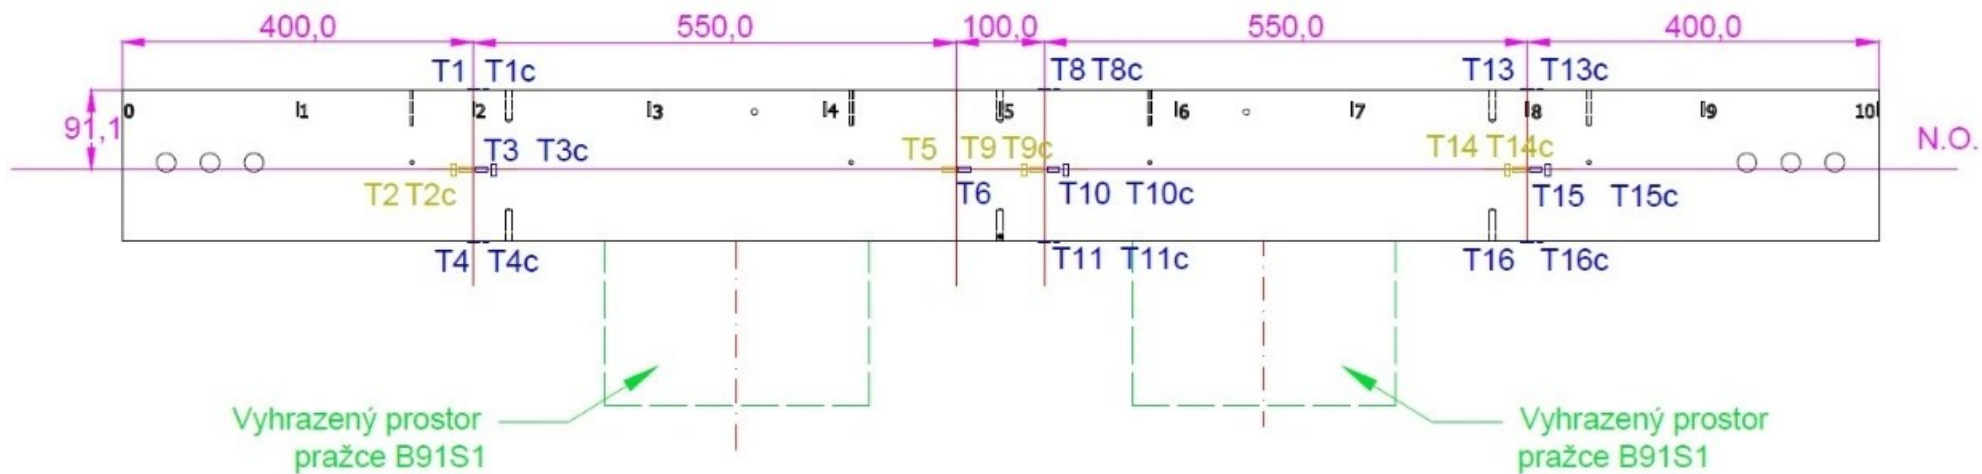 400,0 550,0 100,0 550,0 400,0
T1 T1c T8 T8c T13 T13c
0 1 2 3 4 5 6 7 8 9 10
91,1
N.O.
T3 T3c T5 T9 T9c T14 T14c
T2 T2c T6 T10 T10c T15 T15c
T4 T4c T11 T11c T16 T16c
Vyhrazený prostor
pražce B91S1
Vyhrazený prostor
pražce B91S1